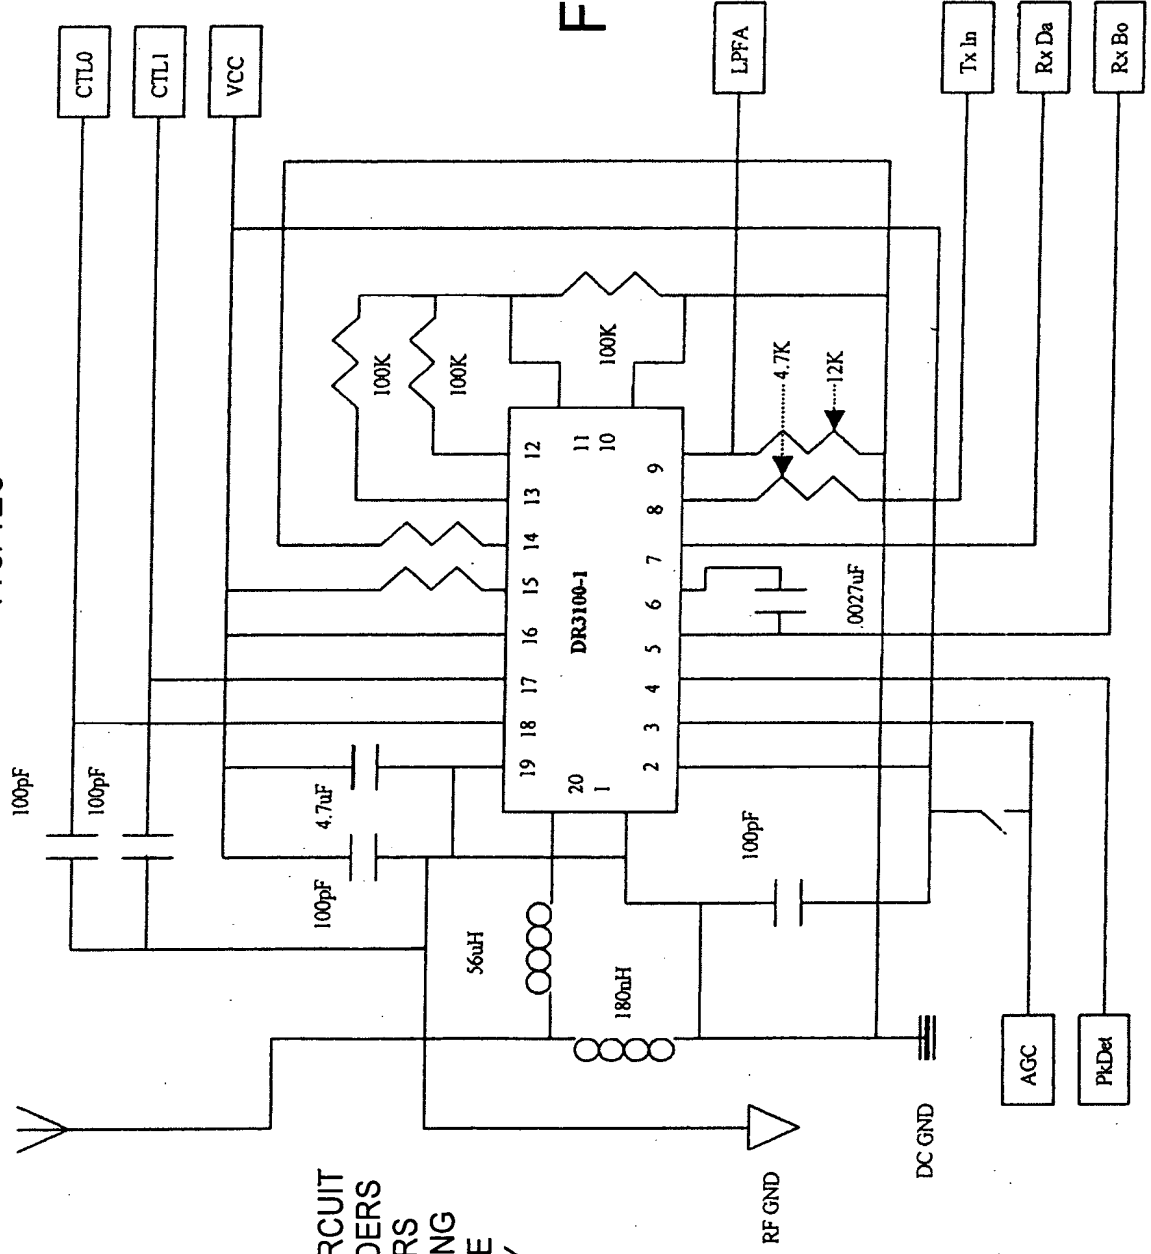 CTL0
CTL1
VCC
F
LPFA
Tx In
Rx Da
Rx Bo
100K
100K
100K
4.7K
12K
12
13
14
15
16
17
18
19
11
10
20
1
9
8
7
6
5
4
3
2
DR3100-1
.0027uF
100pF
100pF
4.7uF
100pF
100pF
56uH
180nH
AGC
PkDet
DC GND
RF GND
RCUIT
DERS
RS
NG
E